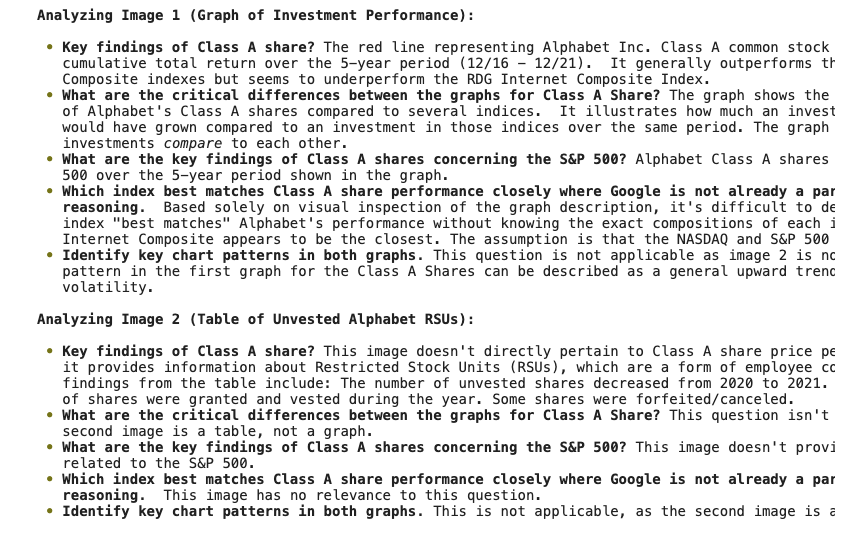 Analyzing Image 1 (Graph of Investment Performance):
• Key findings of Class A share? The red line representing Alphabet Inc. Class A common stock
cumulative total return over the 5-year period (12/16 - 12/21).  It generally outperforms
Composite indexes but seems to underperform the RDG Internet Composite Index.
• What are the critical differences between the graphs for Class A Share? The graph shows the
of Alphabet's Class A shares compared to several indices.  It illustrates how much an
would have grown compared to an investment in those indices over the same period. The graph
investments compare to each other.
• What are the key findings of Class A shares concerning the S&P 500? Alphabet Class A shares
500 over the 5-year period shown in the graph.
• Which index best matches Class A share performance closely where Google is not already a
reasoning.  Based solely on visual inspection of the graph description, it's difficult to
index "best matches" Alphabet's performance without knowing the exact compositions of each
Internet Composite appears to be the closest. The assumption is that the NASDAQ and S&P 500
• Identify key chart patterns in both graphs. This question is not applicable as image 2 is
pattern in the first graph for the Class A Shares can be described as a general upward
volatility.
Analyzing Image 2 (Table of Unvested Alphabet RSUs):
• Key findings of Class A share? This image doesn't directly pertain to Class A share price
it provides information about Restricted Stock Units (RSUs), which are a form of employee
findings from the table include: The number of unvested shares decreased from 2020 to 2021.
of shares were granted and vested during the year. Some shares were forfeited/canceled.
• What are the critical differences between the graphs for Class A Share? This question isn't
second image is a table, not a graph.
• What are the key findings of Class A shares concerning the S&P 500? This image doesn't
related to the S&P 500.
• Which index best matches Class A share performance closely where Google is not already a
reasoning.  This image has no relevance to this question.
• Identify key chart patterns in both graphs. This is not applicable, as the second image is